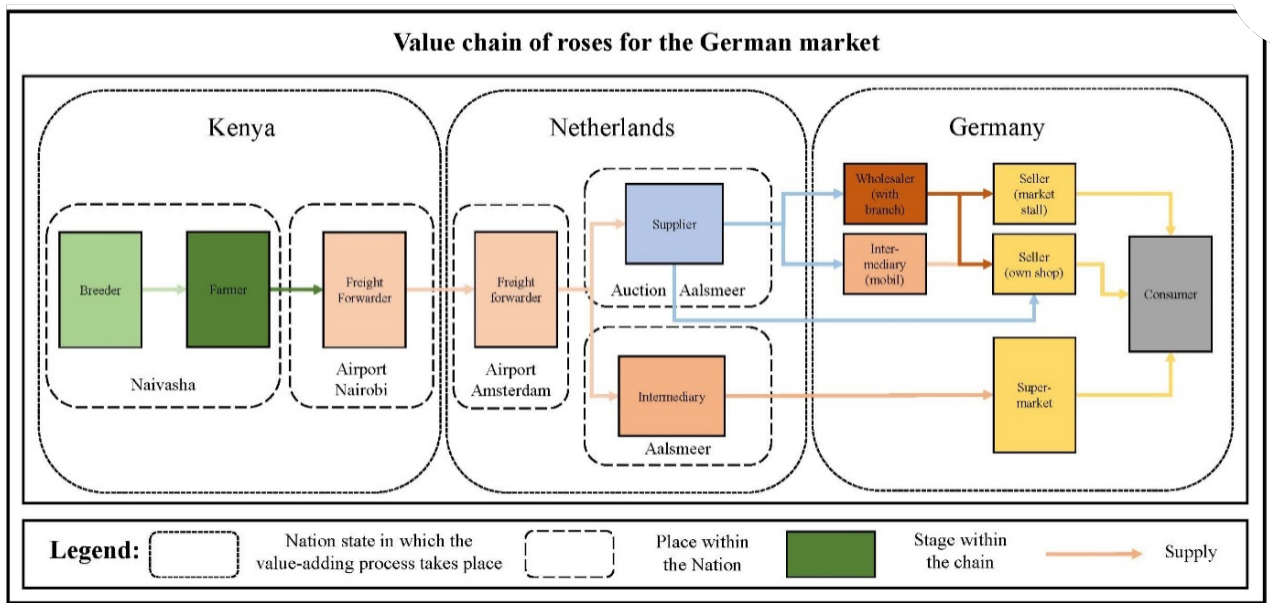 Value chain of roses for the German market
Kenya
Netherlands
Germany
Breeder
Farmer
Naivasha
Freight
Forwarder
Airport
Nairobi
Freight
forwarder
Airport
Amsterdam
Supplier
Auction Aalsmeer
Intermediary
Aalsmeer
Wholesaler
(with
branch)
Inter-
mediary
(mobil)
Seller
(market
stall)
Seller
(own shop)
Super-
market
Consumer
Legend:
Nation state in which the
value-adding process takes place
Place within
the Nation
Stage within
the chain
Supply